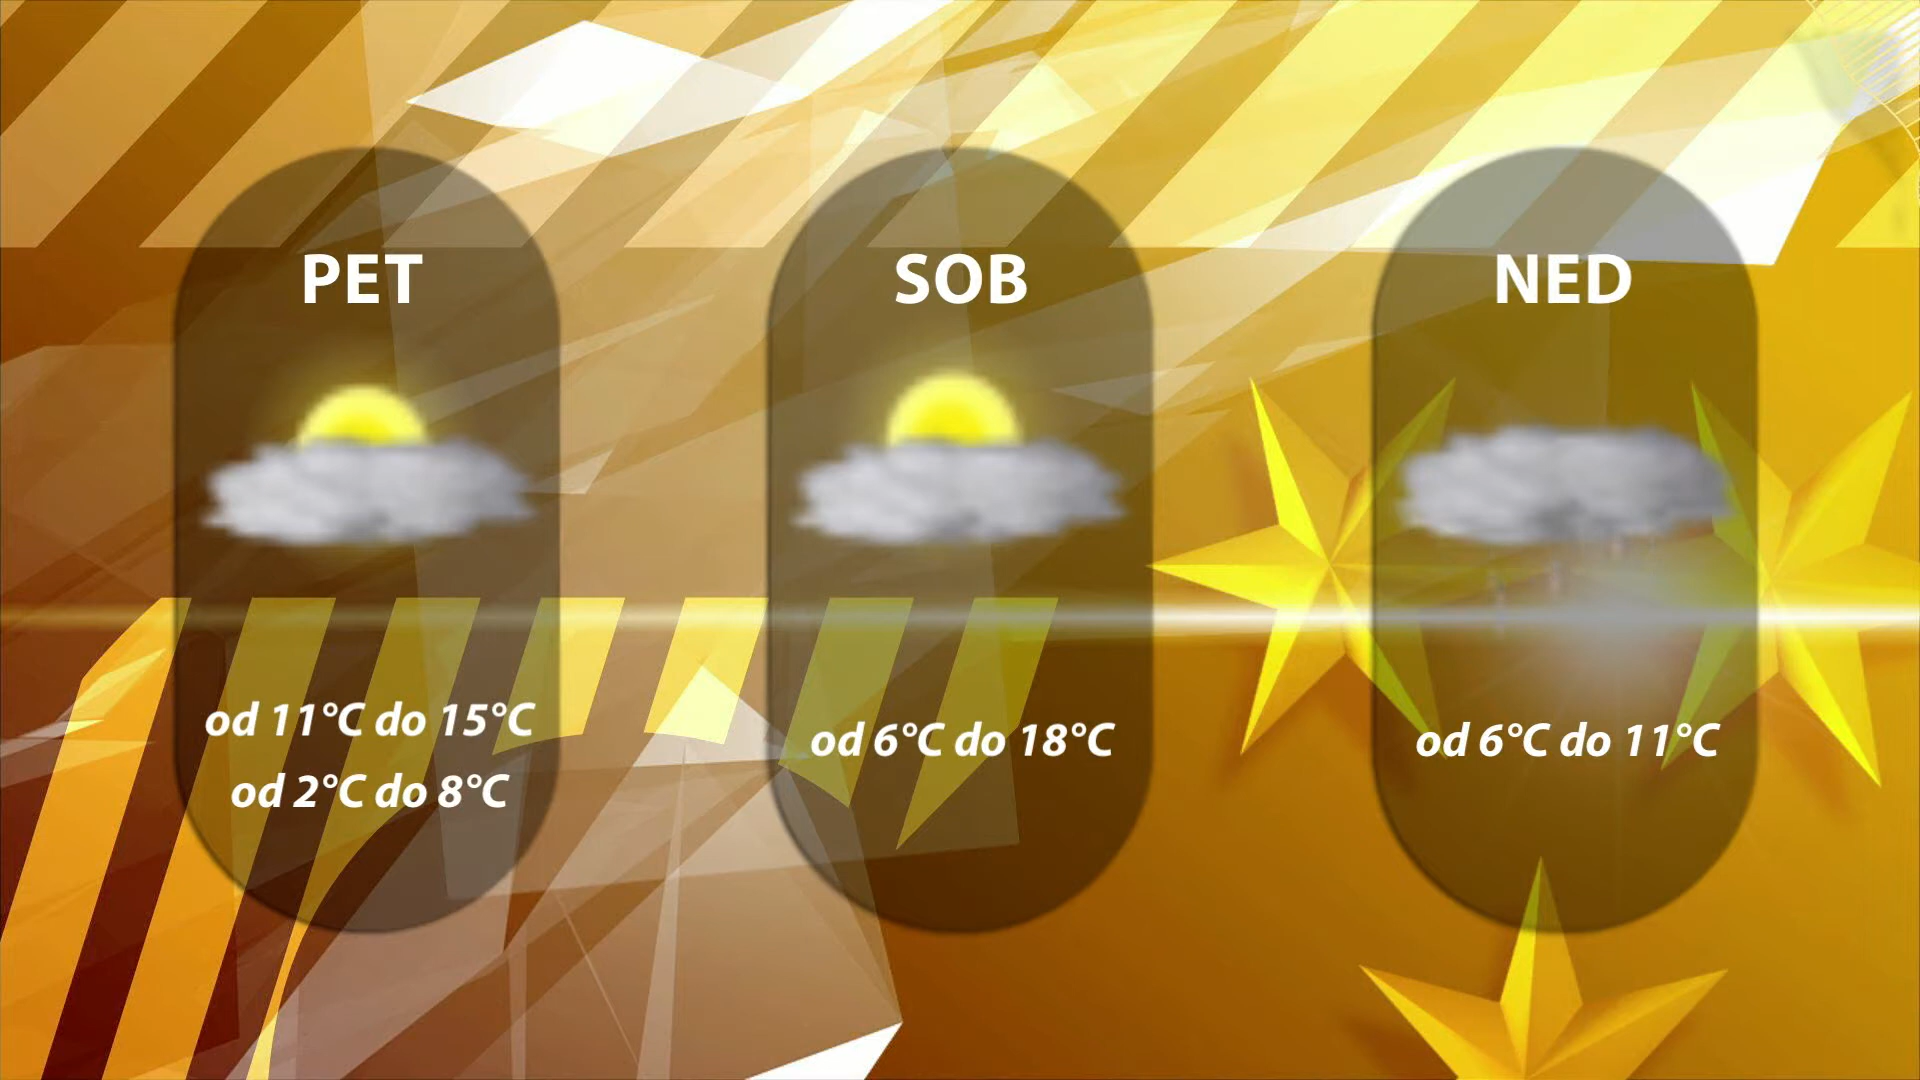 PET
od 11°C do 15°C
od 2°C do 8°C
SOB
od 6°C do 18°C
NED
od 6°C do 11°C